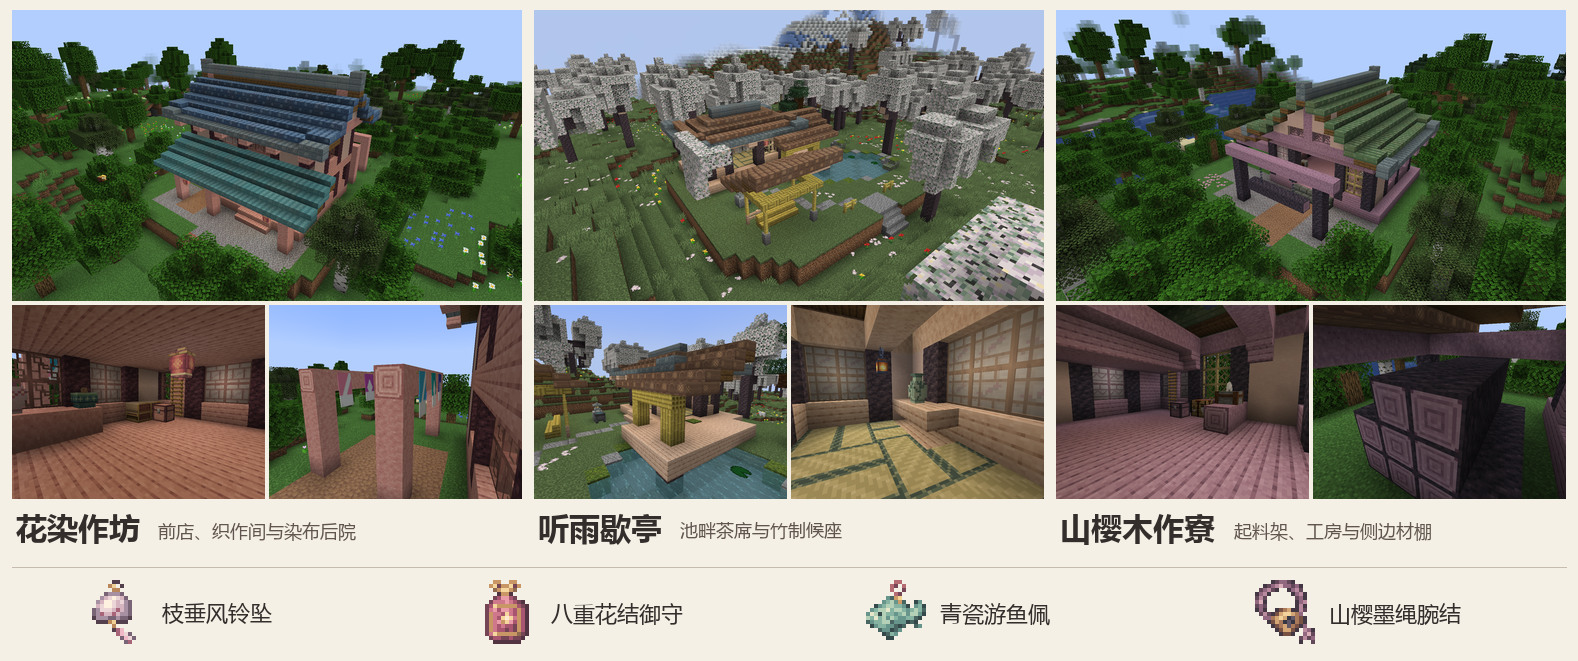 花染作坊 前店、织作间与染布后院
听雨歇亭 池畔茶席与竹制候座
山樱木作寮 起料架、工房与侧边材棚
枝垂风铃坠
八重花结御守
青瓷游鱼佩
山樱墨绳腕结